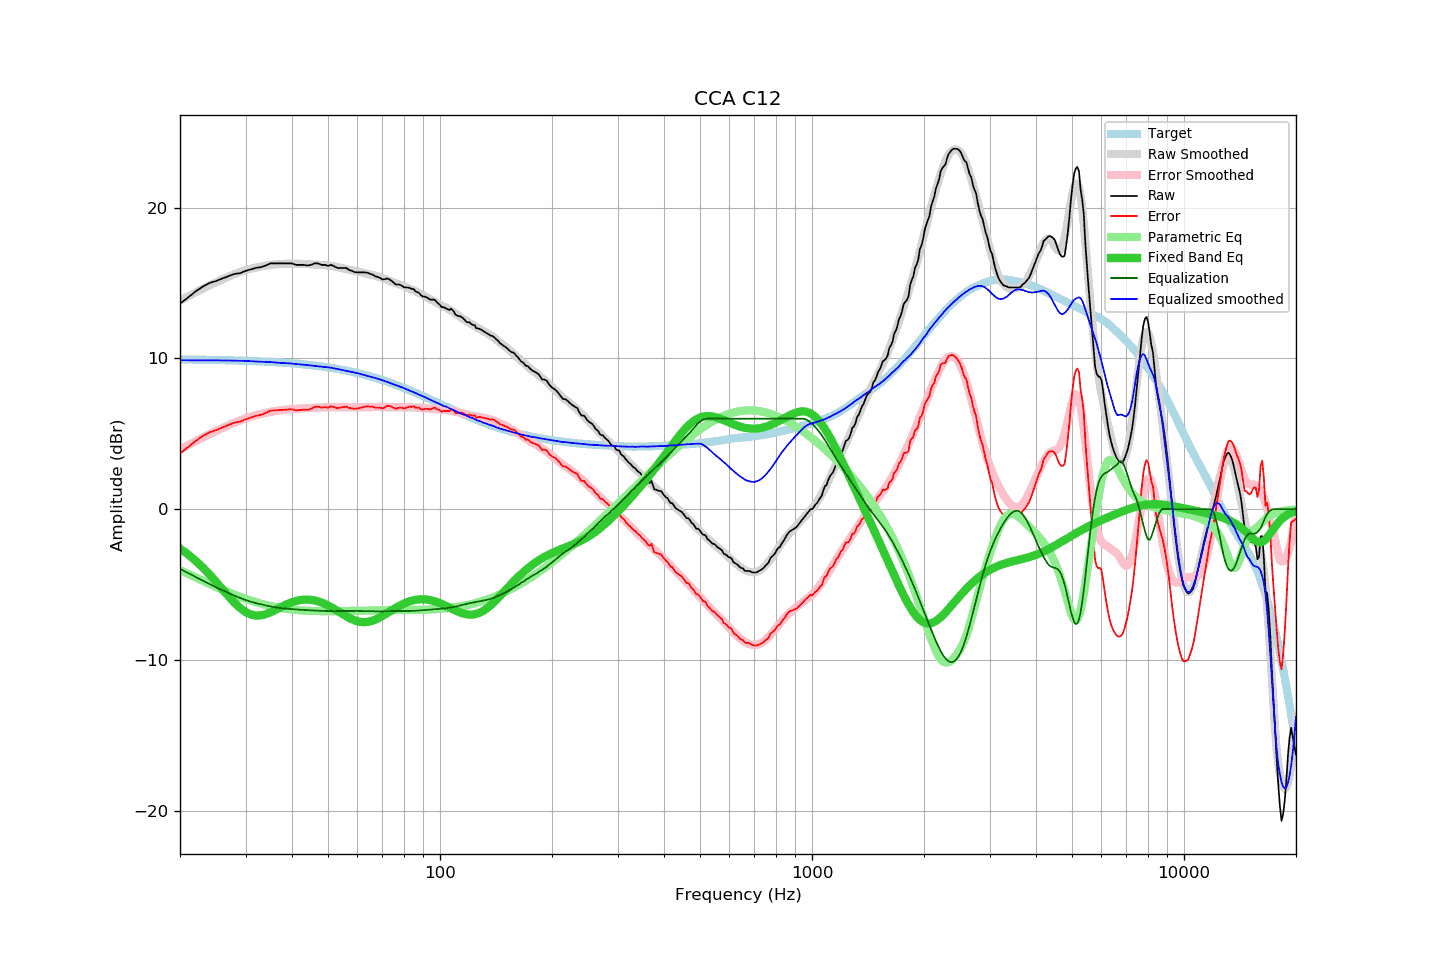 CCA C12
Target
Raw Smoothed
Error Smoothed
Raw
Error
Parametric Eq
Fixed Band Eq
Equalization
Equalized smoothed
Amplitude (dBr)
20
10
0
−10
−20
100
1000
10000
Frequency (Hz)